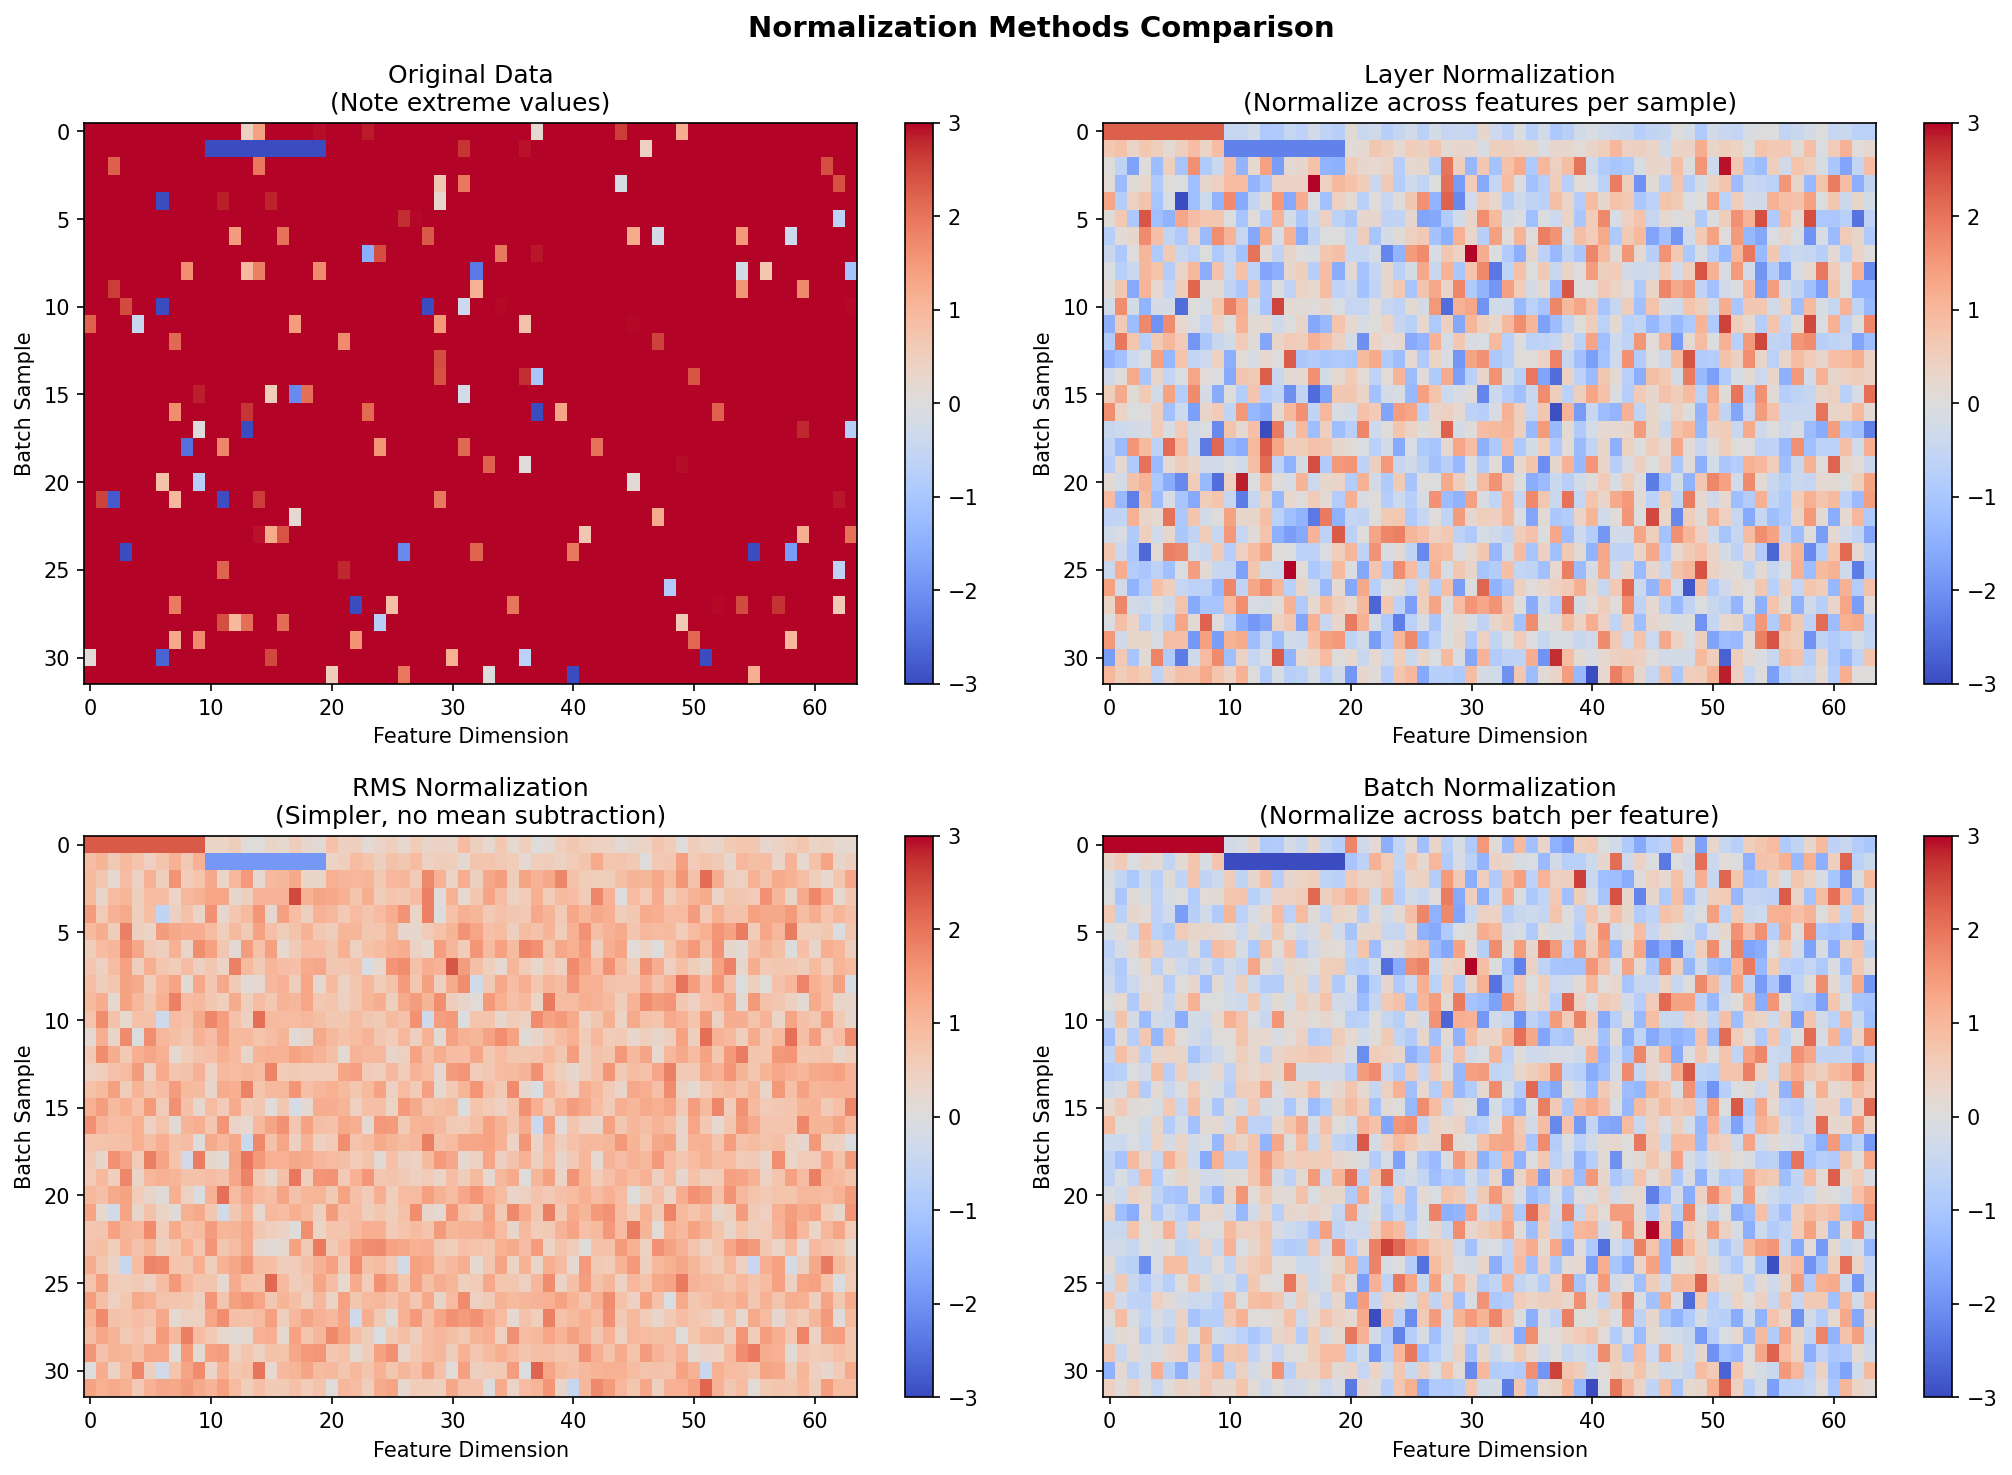 Normalization Methods Comparison
Original Data
(Note extreme values)
0
5
10
15
20
25
30
Batch Sample
0 10 20 30 40 50 60
Feature Dimension
3
2
1
0
−1
−2
−3
Layer Normalization
(Normalize across features per sample)
0
5
10
15
20
25
30
Batch Sample
0 10 20 30 40 50 60
Feature Dimension
3
2
1
0
−1
−2
−3
RMS Normalization
(Simpler, no mean subtraction)
0
5
10
15
20
25
30
Batch Sample
0 10 20 30 40 50 60
Feature Dimension
3
2
1
0
−1
−2
−3
Batch Normalization
(Normalize across batch per feature)
0
5
10
15
20
25
30
Batch Sample
0 10 20 30 40 50 60
Feature Dimension
3
2
1
0
−1
−2
−3